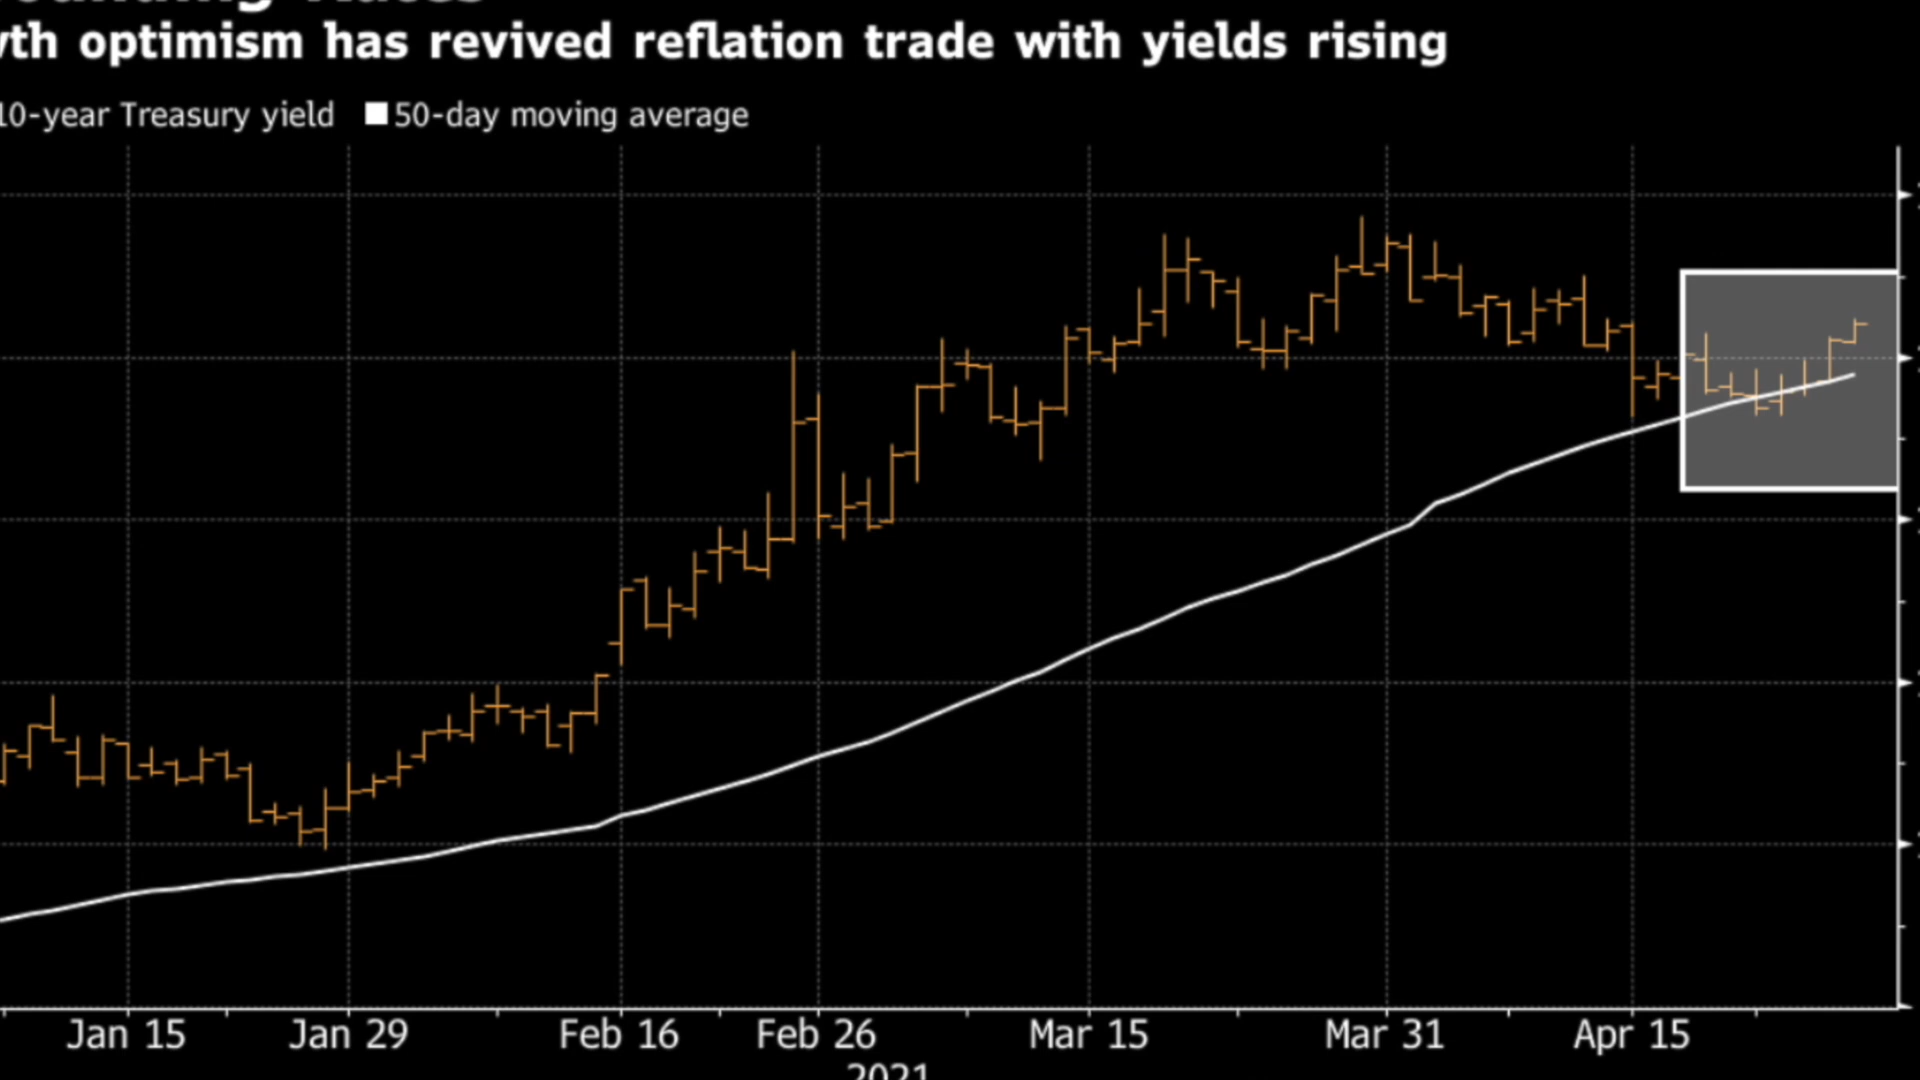 wth optimism has revived reflation trade with yields rising
10-year Treasury yield 50-day moving average
Jan 15 Jan 29 Feb 16 Feb 26 Mar 15 Mar 31 Apr 15
2021